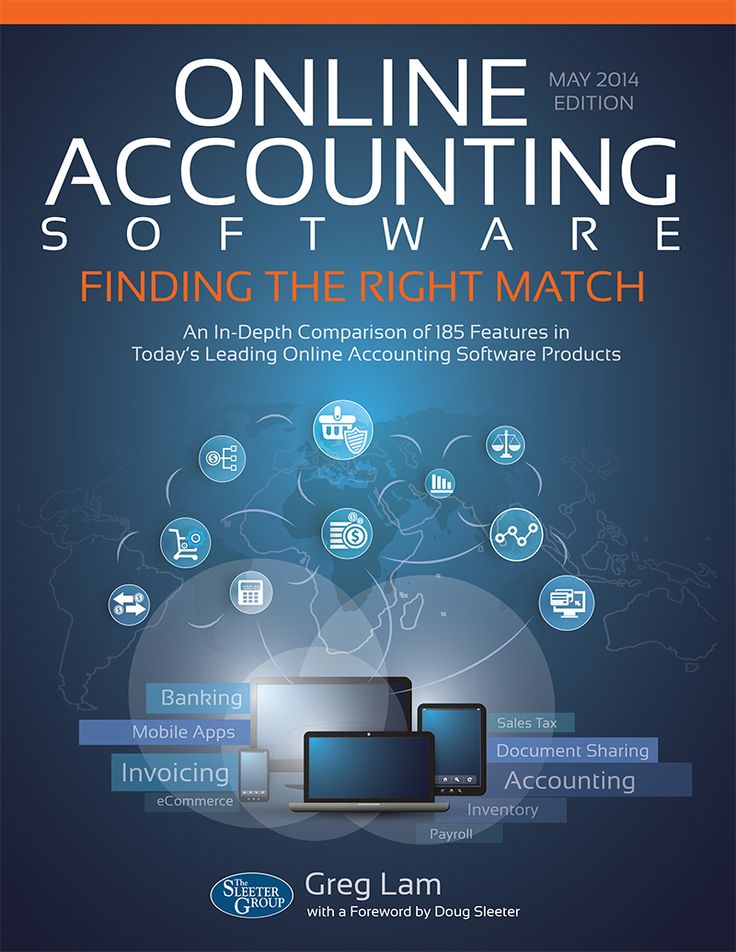 ONLINE
MAY 2014
EDITION
ACCOUNTING
SOFTWARE
FINDING THE RIGHT MATCH
An In-Depth Comparison of 185 Features in
Today's Leading Online Accounting Software Products
Banking
Mobile Apps
Invoicing
eCommerce
Sales Tax
Document Sharing
Accounting
Inventory
Payroll
The
SLEETER
GROUP
Greg Lam
with a Foreword by Doug Sleeter